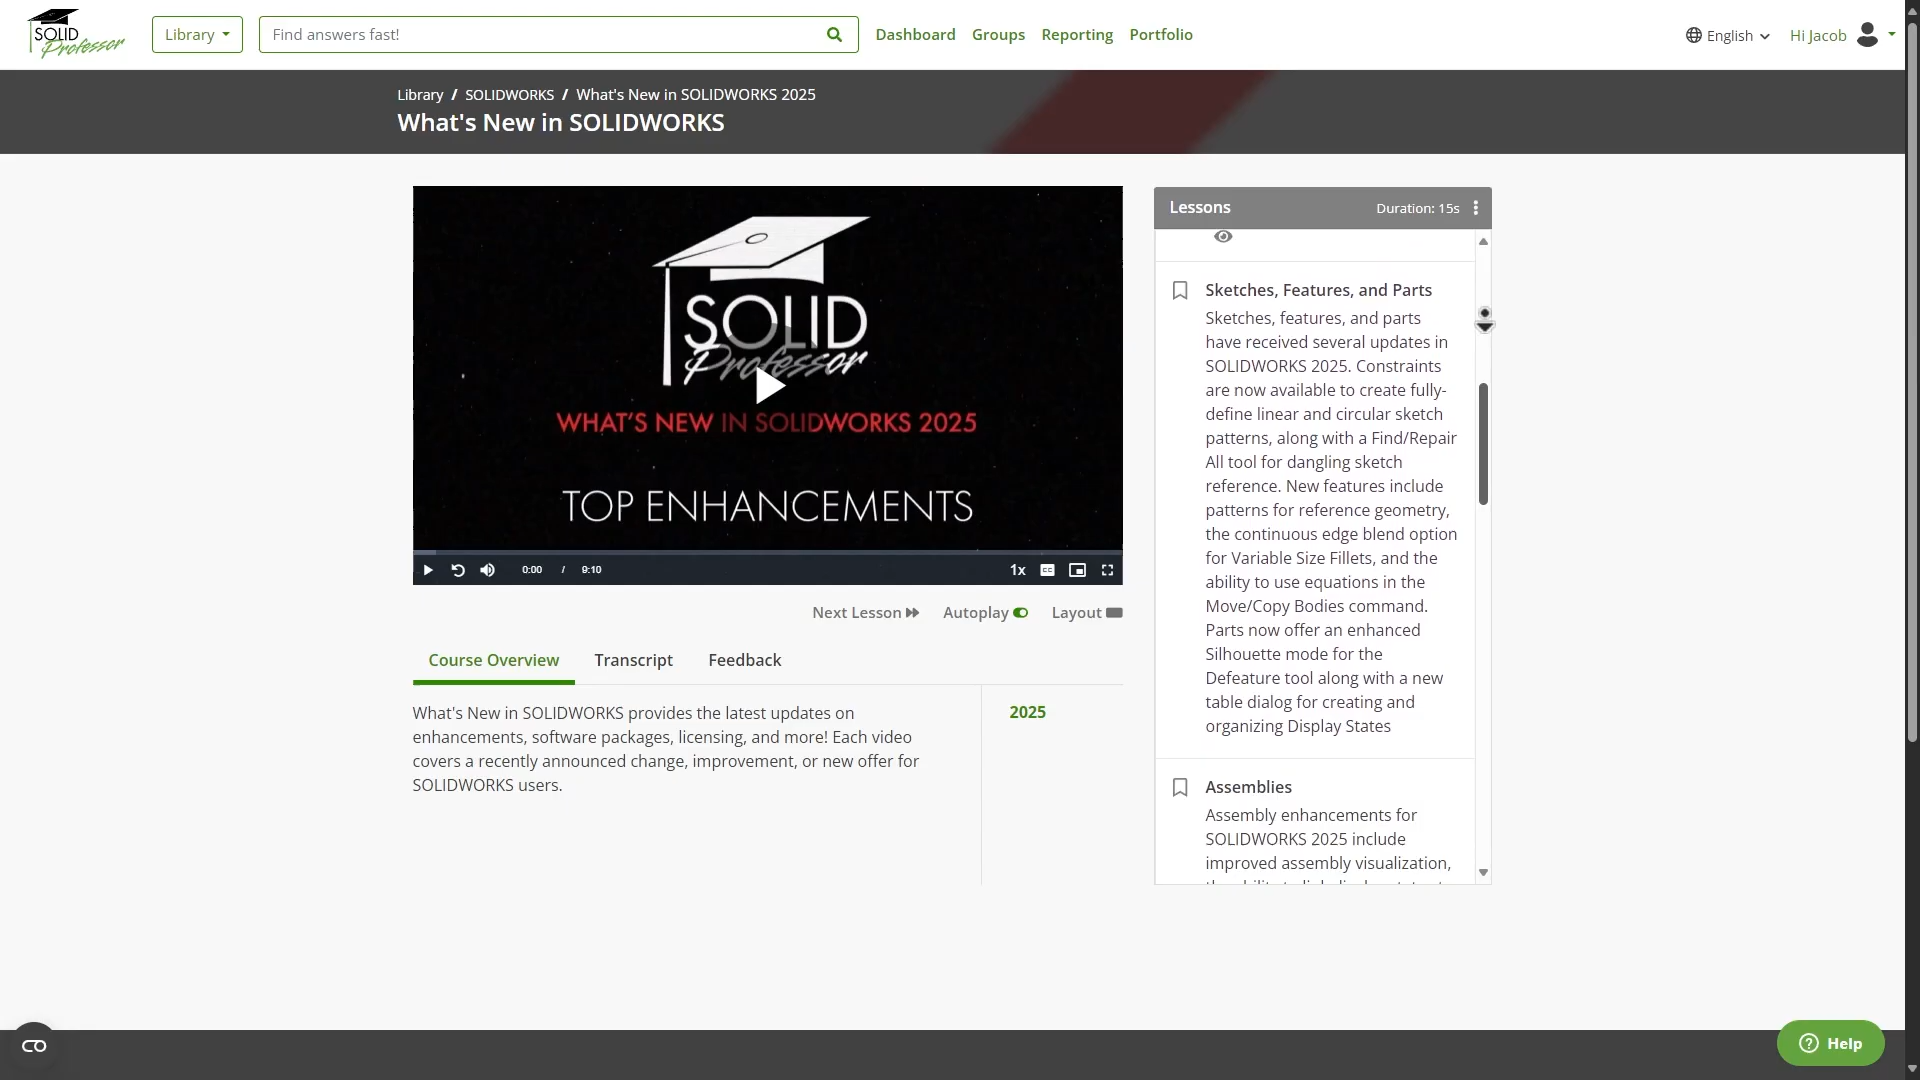 SOLID
Professor
Library
Find answers fast!
Dashboard
Groups
Reporting
Portfolio
English
Hi Jacob
Library / SOLIDWORKS / What's New in SOLIDWORKS 2025
What's New in SOLIDWORKS
SOLID
Professor
WHAT'S NEW IN SOLIDWORKS 2025
TOP ENHANCEMENTS
0:00 / 9:10
1x
CC
Next Lesson
Autoplay
Layout
Course Overview
Transcript
Feedback
What's New in SOLIDWORKS provides the latest updates on
enhancements, software packages, licensing, and more! Each video
covers a recently announced change, improvement, or new offer for
SOLIDWORKS users.
2025
Lessons
Duration: 15s
Sketches, Features, and Parts
Sketches, features, and parts
have received several updates in
SOLIDWORKS 2025. Constraints
are now available to create fully-
define linear and circular sketch
patterns, along with a Find/Repair
All tool for dangling sketch
reference. New features include
patterns for reference geometry,
the continuous edge blend option
for Variable Size Fillets, and the
ability to use equations in the
Move/Copy Bodies command.
Parts now offer an enhanced
Silhouette mode for the
Defeature tool along with a new
table dialog for creating and
organizing Display States
Assemblies
Assembly enhancements for
SOLIDWORKS 2025 include
improved assembly visualization,
Help